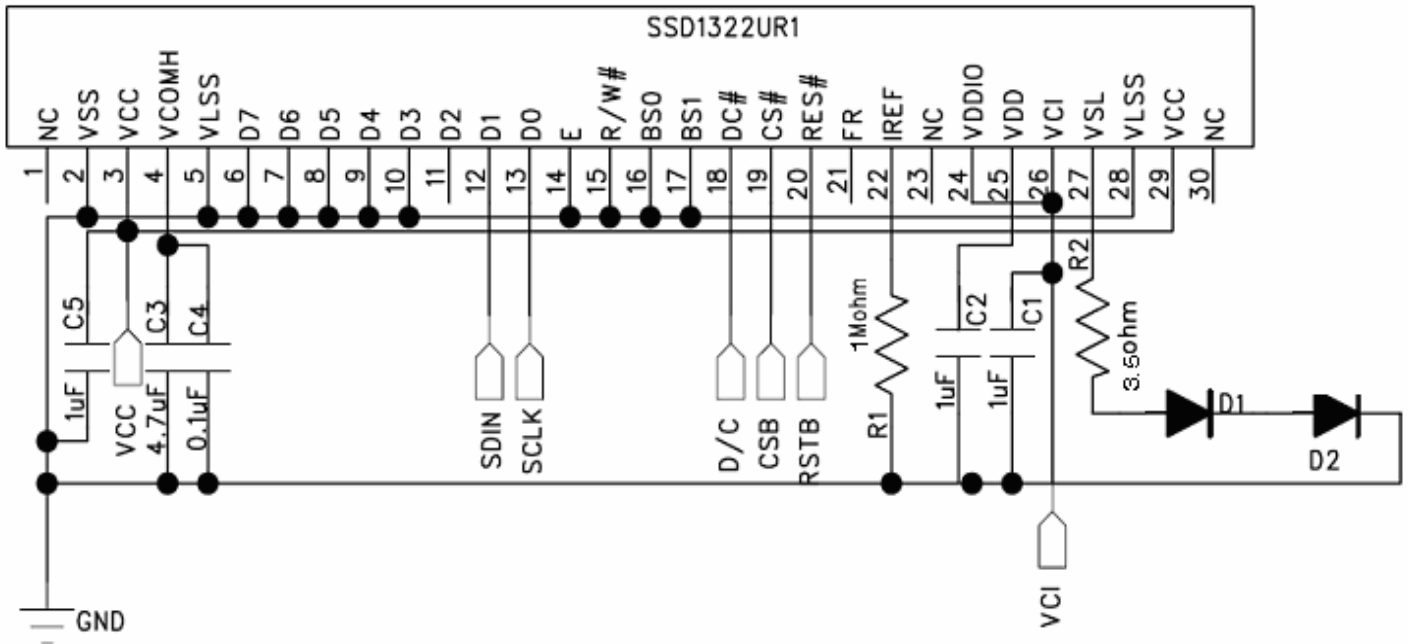 SSD1322UR1
NC
VSS
VCC
VCOMH
VLSS
D7
D6
D5
D4
D3
D2
D1
D0
E
R/W#
BS0
BS1
DC#
CS#
RES#
FR
IREF
NC
VDDIO
VDD
VCI
VSL
VLSS
VCC
NC
1
2
3
4
5
6
7
8
9
10
11
12
13
14
15
16
17
18
19
20
21
22
23
24
25
26
27
28
29
30
C5
1uF
VCC
C3
4.7uF
C4
0.1uF
SDIN
SCLK
D/C
CSB
RSTB
1Mohm
R1
C2
1uF
C1
1uF
R2
3.5ohm
D1
D2
VCI
GND